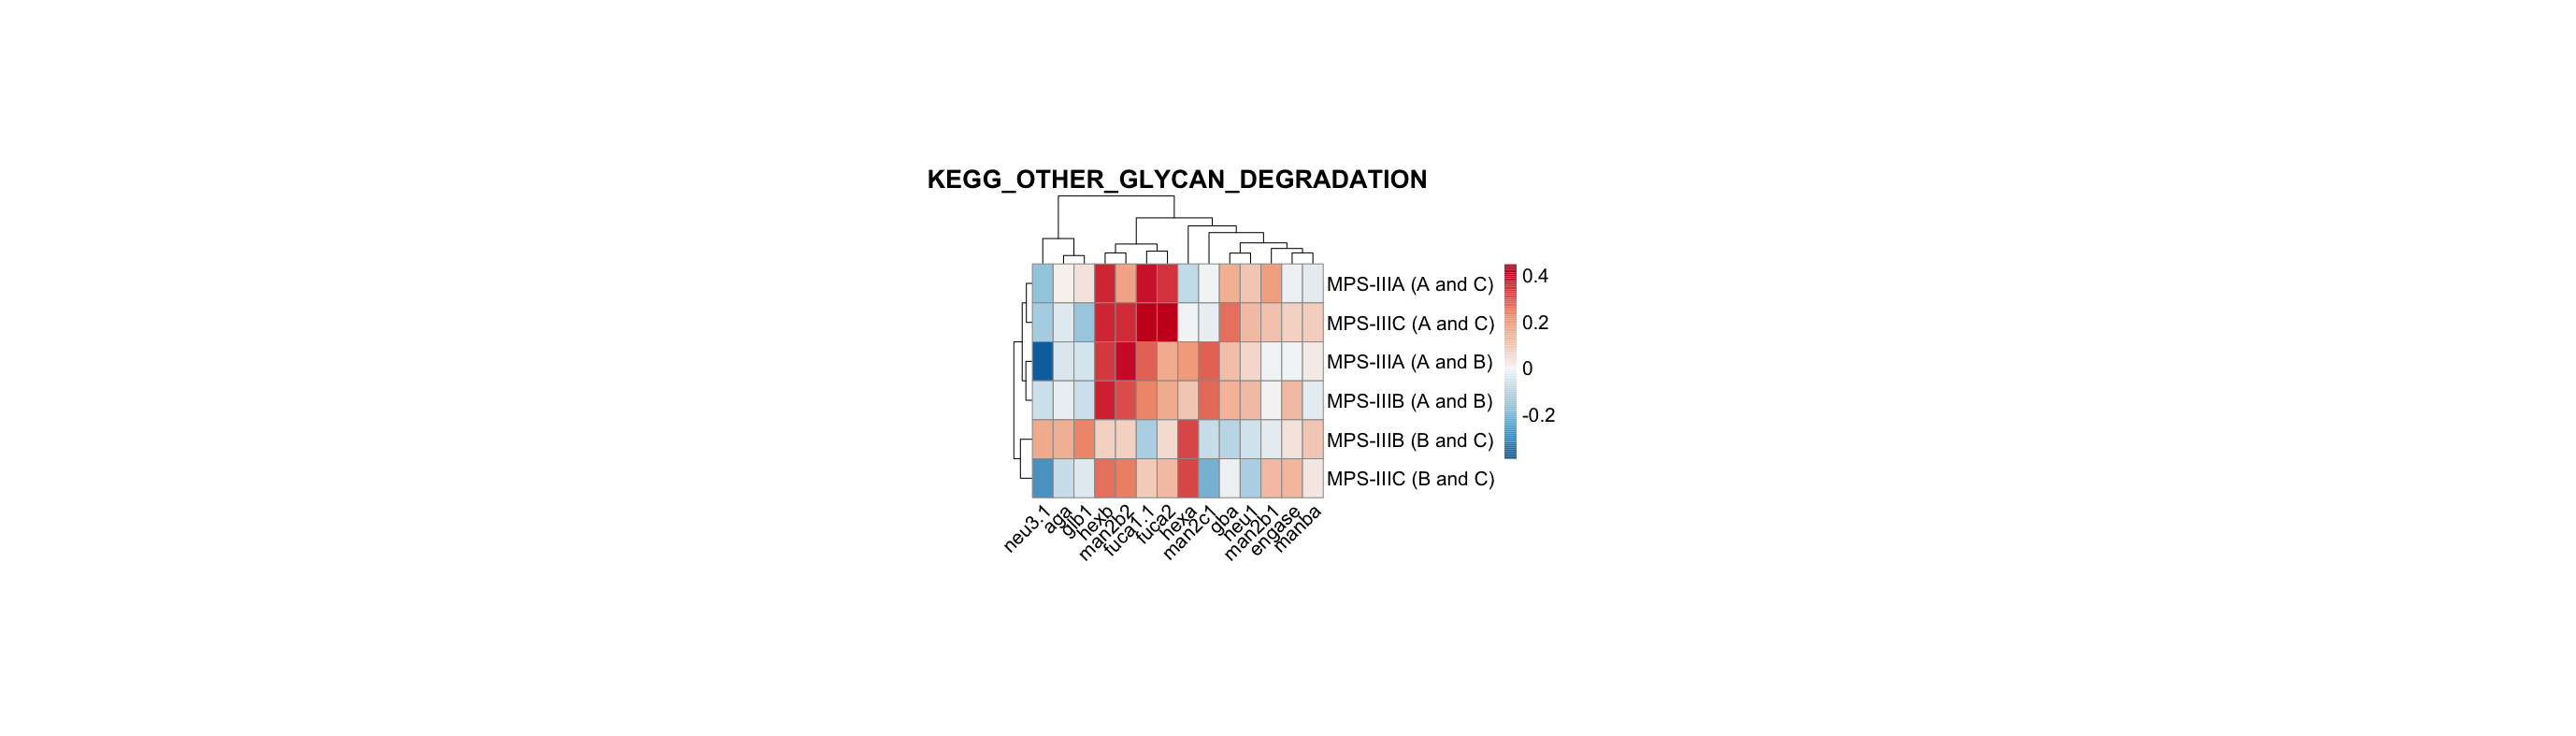 KEGG_OTHER_GLYCAN_DEGRADATION
MPS-IIIA (A and C)
MPS-IIIC (A and C)
MPS-IIIA (A and B)
MPS-IIIB (A and B)
MPS-IIIB (B and C)
MPS-IIIC (B and C)
0.4
0.2
0
-0.2
neu3.1
aga
glb1
hexb
man2b2
fuca1.1
fuca2
hexa
man2c1
gba
neu1
man2b1
engase
manba